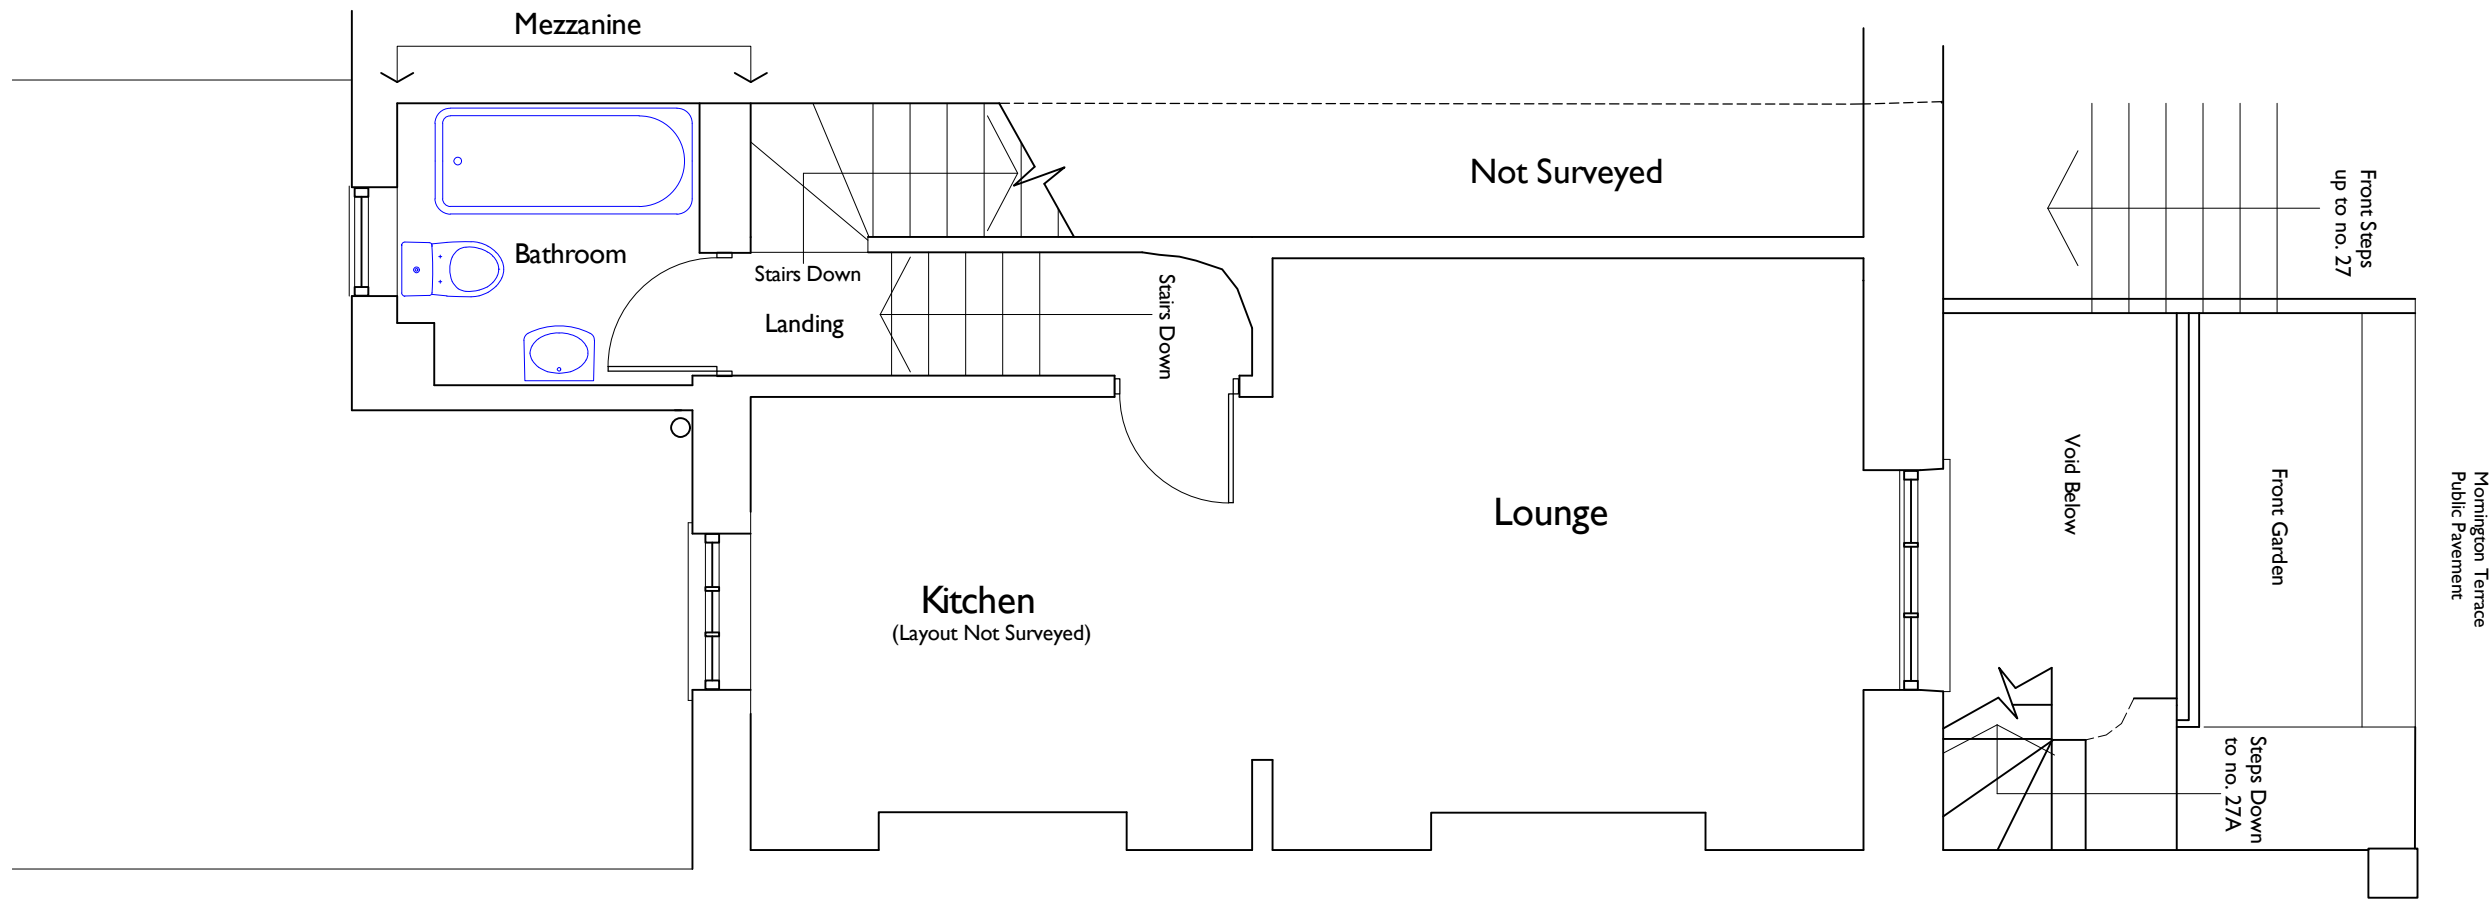 Mezzanine
Not Surveyed
Front Steps
up to no. 27
Bathroom
Stairs Down
Landing
Stairs Down
Void Below
Front Garden
Mornington Terrace
Public Pavement
Lounge
Kitchen
(Layout Not Surveyed)
Steps Down
to no. 27A